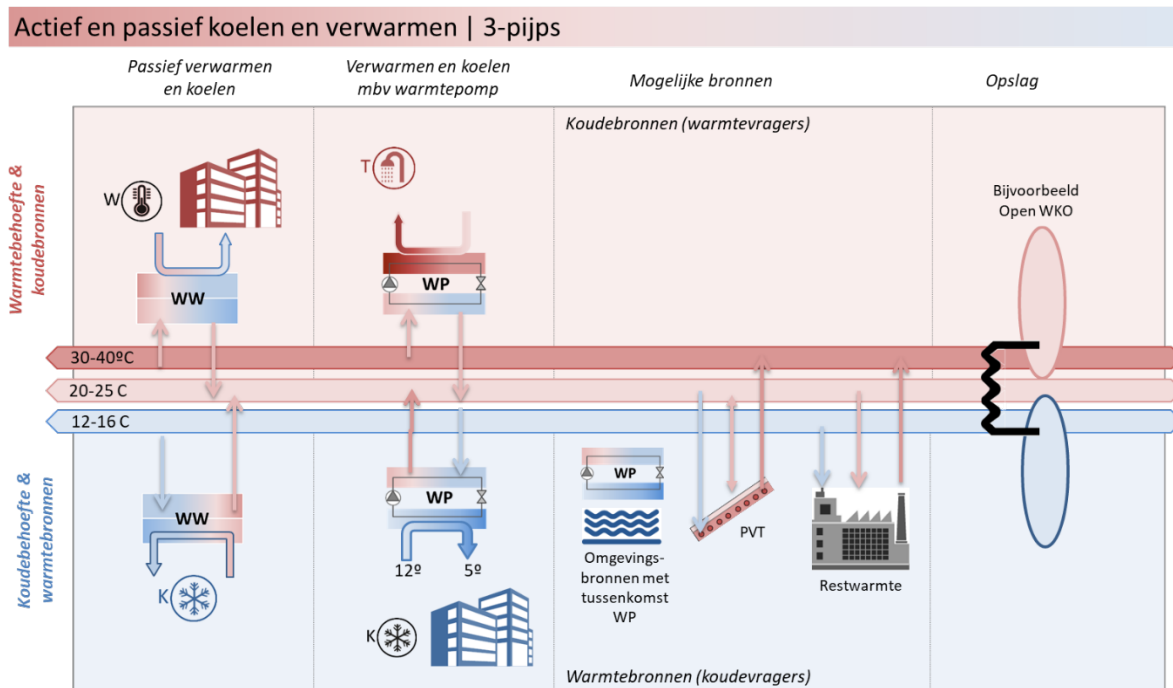 Actief en passief koelen en verwarmen | 3-pijps
Passief verwarmen
en koelen
Verwarmen en koelen
mbv warmtepomp
Mogelijke bronnen
Opslag
Warmtebehoefte &
koudebronnen
Koudebronnen (warmtevragers)
W
T
Bijvoorbeeld
Open WKO
WW
WP
30-40ºC
20-25 C
12-16 C
Koudebehoefte &
warmtebronnen
WW
WP
WP
12º
5º
PVT
Omgevings-
bronnen met
tussenkomst
WP
Restwarmte
K
K
Warmtebronnen (koudevragers)